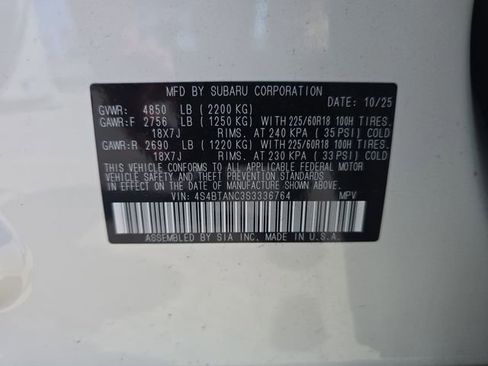 MFD BY SUBARU CORPORATION
GVWR: 4850 LB (2200 KG) DATE: 10/25
GAWR:F 2756 LB (1250 KG) WITH 225/60R18 100H TIRES.
18X7J RIMS. AT 240 KPA (35 PSI) COLD
GAWR:R 2690 LB (1220 KG) WITH 225/60R18 100H TIRES.
18X7J RIMS. AT 230 KPA (33 PSI) COLD
THIS VEHICLE CONFORMS TO ALL APPLICABLE FEDERAL MOTOR
VEHICLE SAFETY AND THEFT PREVENTION STANDARDS
IN EFFECT ON THE DATE OF MANUFACTURE SHOWN ABOVE.
VIN: 4S4BTANC3S3336764 MPV
ASSEMBLED BY SIA INC. MADE IN U.S.A.